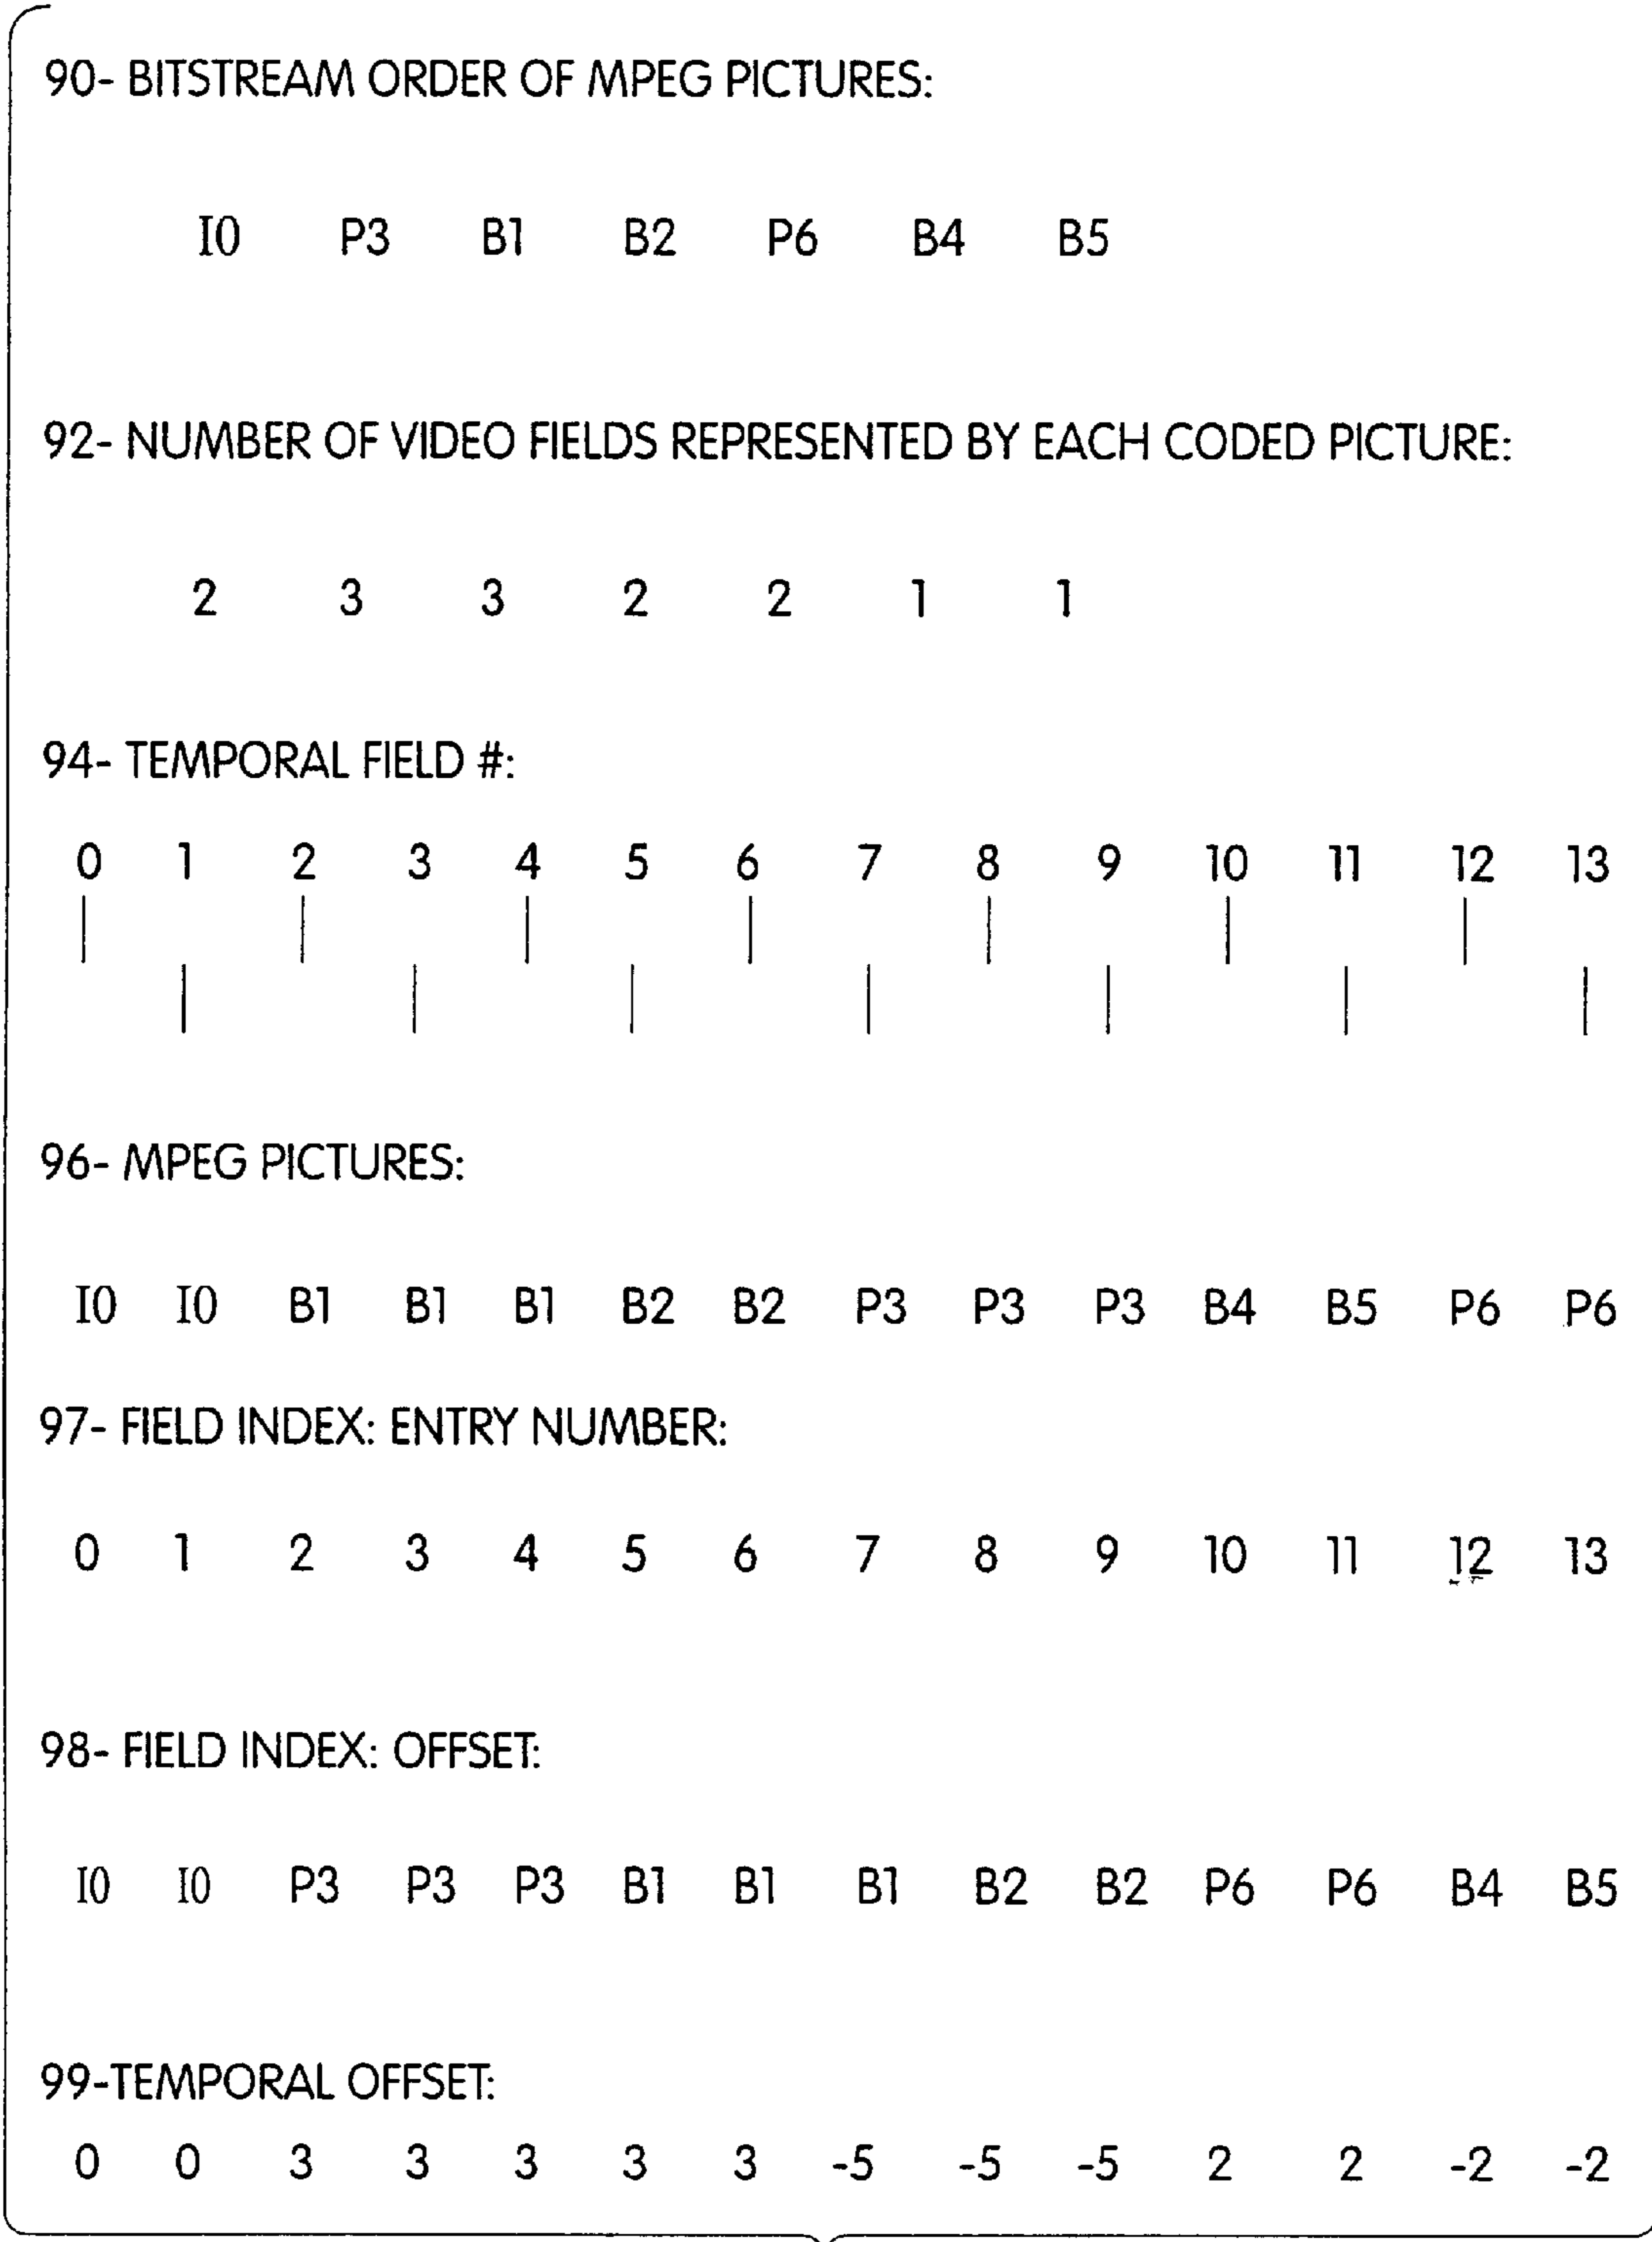 90- BITSTREAM ORDER OF MPEG PICTURES:
I0 P3 B1 B2 P6 B4 B5
92- NUMBER OF VIDEO FIELDS REPRESENTED BY EACH CODED PICTURE:
2 3 3 2 2 1 1
94- TEMPORAL FIELD #:
0 1 2 3 4 5 6 7 8 9 10 11 12 13
96- MPEG PICTURES:
I0 I0 B1 B1 B1 B2 B2 P3 P3 P3 B4 B5 P6 P6
97- FIELD INDEX: ENTRY NUMBER:
0 1 2 3 4 5 6 7 8 9 10 11 12 13
98- FIELD INDEX: OFFSET:
I0 I0 P3 P3 P3 B1 B1 B1 B2 B2 P6 P6 B4 B5
99-TEMPORAL OFFSET:
0 0 3 3 3 3 3 -5 -5 -5 2 2 -2 -2